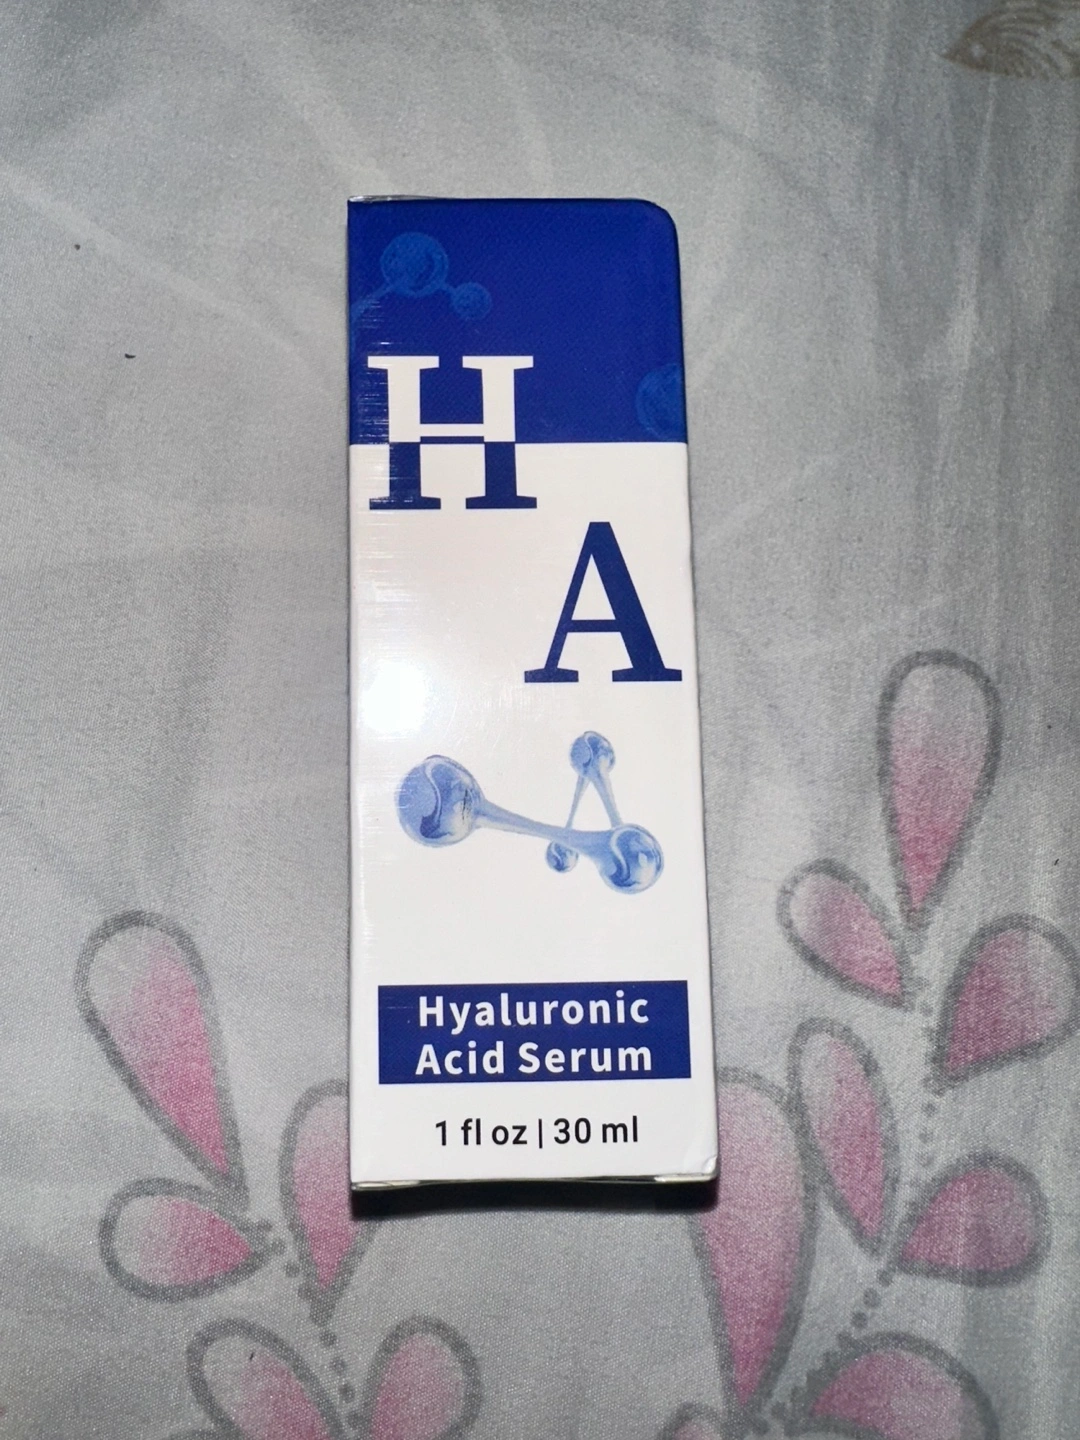 H
A
Hyaluronic
Acid Serum
1 fl oz | 30 ml